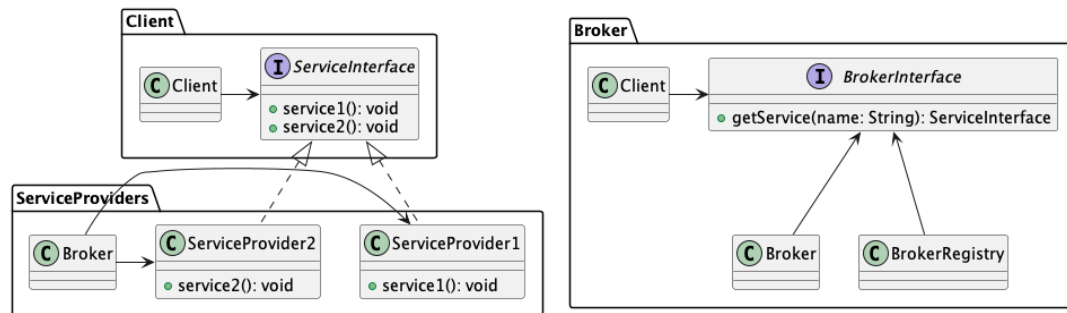 Client
C Client
I ServiceInterface
service1(): void
service2(): void
ServiceProviders
C Broker
C ServiceProvider2
service2(): void
C ServiceProvider1
service1(): void
Broker
C Client
I BrokerInterface
getService(name: String): ServiceInterface
C Broker
C BrokerRegistry